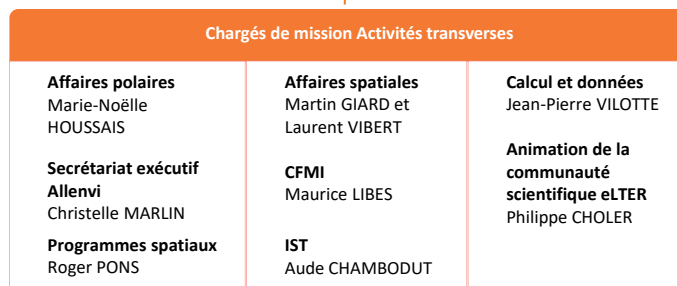 Chargés de mission Activités transverses
Affaires polaires
Marie-Noëlle
HOUSSAIS
Secrétariat exécutif
Allenvi
Christelle MARLIN
Programmes spatiaux
Roger PONS
Affaires spatiales
Martin GIARD et
Laurent VIBERT
CFMI
Maurice LIBES
IST
Aude CHAMBODUT
Calcul et données
Jean-Pierre VILOTTE
Animation de la
communauté
scientifique eLTER
Philippe CHOLER